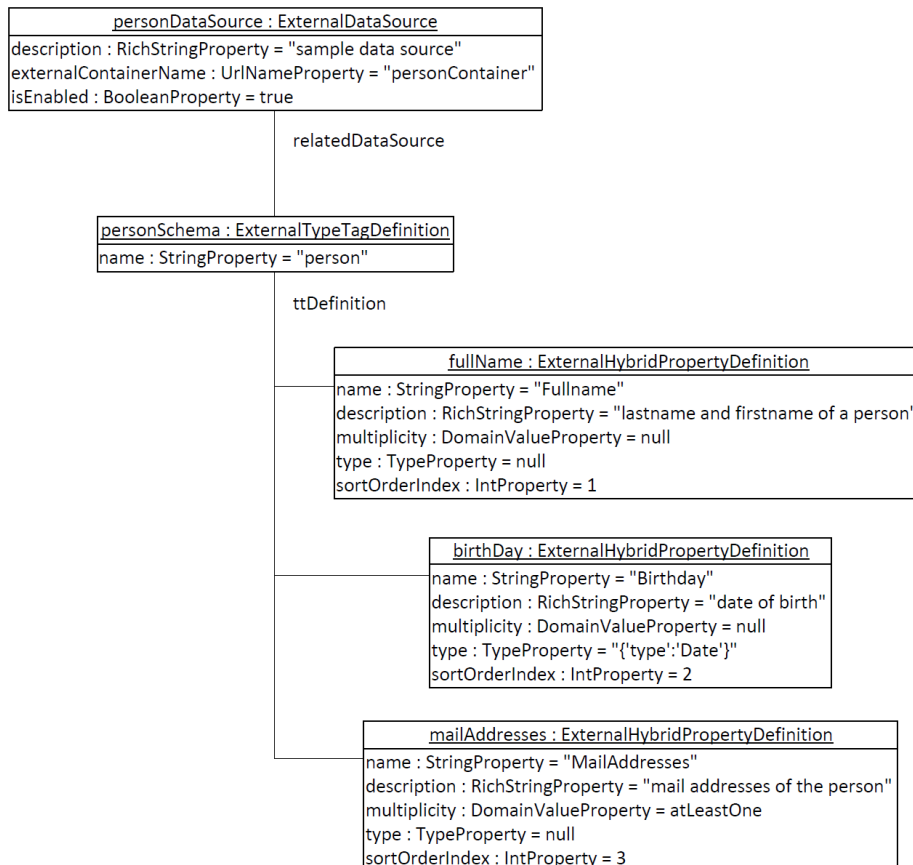 personDataSource : ExternalDataSource
description : RichStringProperty = "sample data source"
externalContainerName : UrlNameProperty = "personContainer"
isEnabled : BooleanProperty = true
relatedDataSource
personSchema : ExternalTypeTagDefinition
name : StringProperty = "person"
ttDefinition
fullName : ExternalHybridPropertyDefinition
name : StringProperty = "Fullname"
description : RichStringProperty = "lastname and firstname of a person"
multiplicity : DomainValueProperty = null
type : TypeProperty = null
sortOrderIndex : IntProperty = 1
birthDay : ExternalHybridPropertyDefinition
name : StringProperty = "Birthday"
description : RichStringProperty = "date of birth"
multiplicity : DomainValueProperty = null
type : TypeProperty = "{'type':'Date'}"
sortOrderIndex : IntProperty = 2
mailAddresses : ExternalHybridPropertyDefinition
name : StringProperty = "MailAddresses"
description : RichStringProperty = "mail addresses of the person"
multiplicity : DomainValueProperty = atLeastOne
type : TypeProperty = null
sortOrderIndex : IntProperty = 3